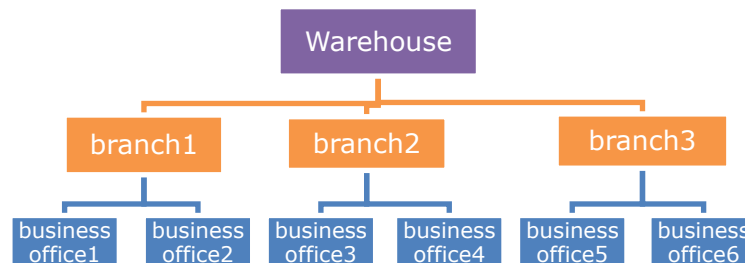 Warehouse
branch1
branch2
branch3
business
office1
business
office2
business
office3
business
office4
business
office5
business
office6